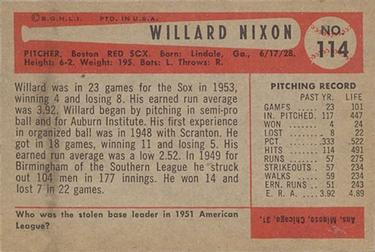 © B.G.H.L.I. PRINTED IN U.S.A.
WILLARD NIXON
NO.
114
PITCHER, Boston RED SOX. Born: Lindale, Ga., 6/17/28.
Height: 6-2. Weight: 195. Bats: L. Throws: R.
Willard was in 23 games for the Sox in 1953,
winning 4 and losing 8. His earned run average
was 3.92. Willard began by pitching in semi-pro
ball and for Auburn Institute. His first experience
in organized ball was in 1948 with Scranton. He
got in 18 games, winning 11 and losing 5. His
earned run average was a low 2.52. In 1949 for
Birmingham of the Southern League he struck
out 104 men in 177 innings. He won 14 and
lost 7 in 22 games.
PITCHING RECORD
PAST YR. LIFE
GAMES 23 101
IN. PITCHED 117 447
WON 4 24
LOST 8 22
PCT. .333 .522
HITS 114 491
RUNS 57 275
STRIKEOUTS 57 234
WALKS 59 234
ERN. RUNS 51 243
E. R. A. 3.92 4.89
Who was the stolen base leader in 1951 American
League?
Ans. Minoso, Chicago, 31.